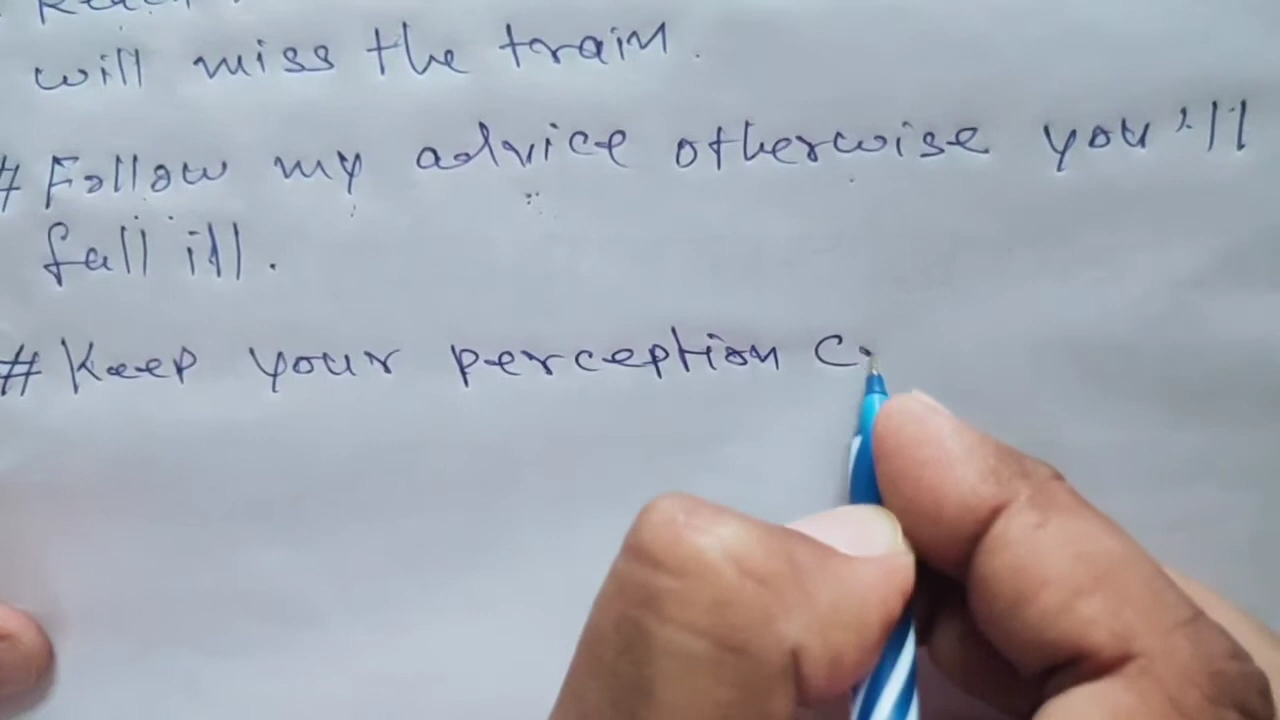 will miss the train.
# Follow my advice otherwise you'll
fall ill.
# Keep your perception